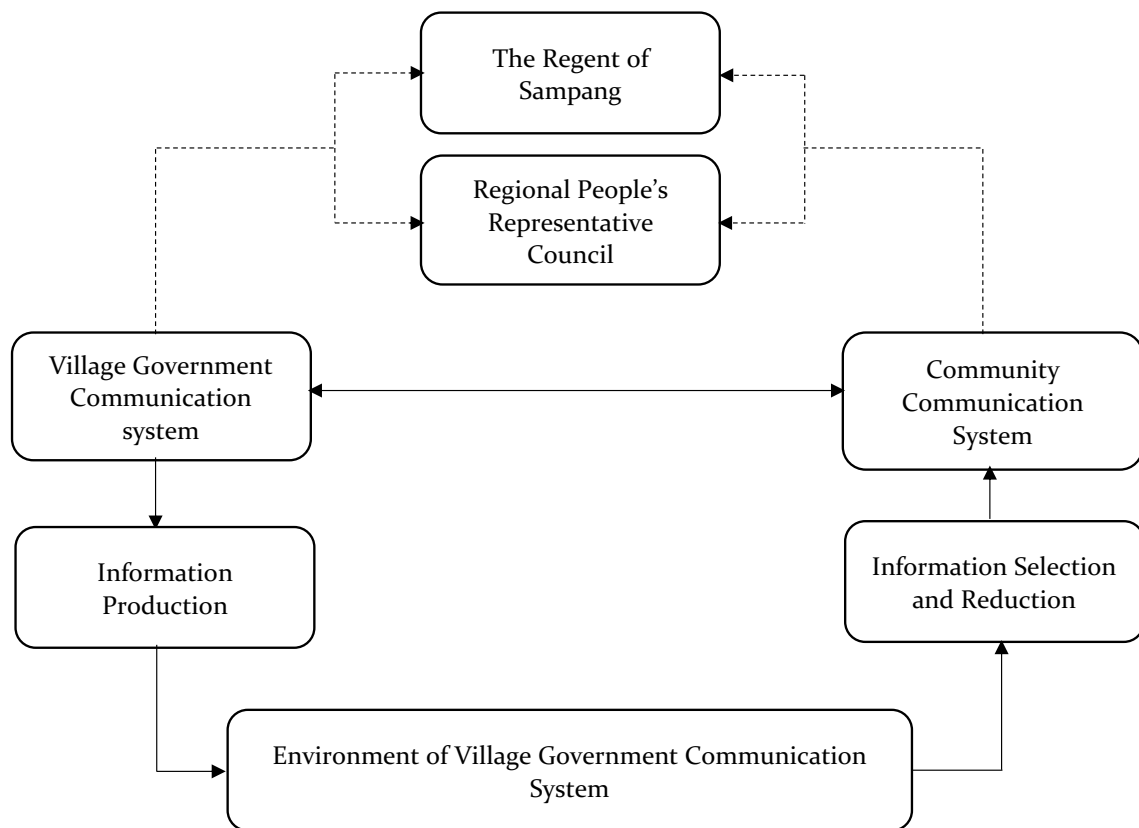 The Regent of
Sampang
Regional People’s
Representative
Council
Village Government
Communication
system
Community
Communication
System
Information
Production
Information Selection
and Reduction
Environment of Village Government Communication
System